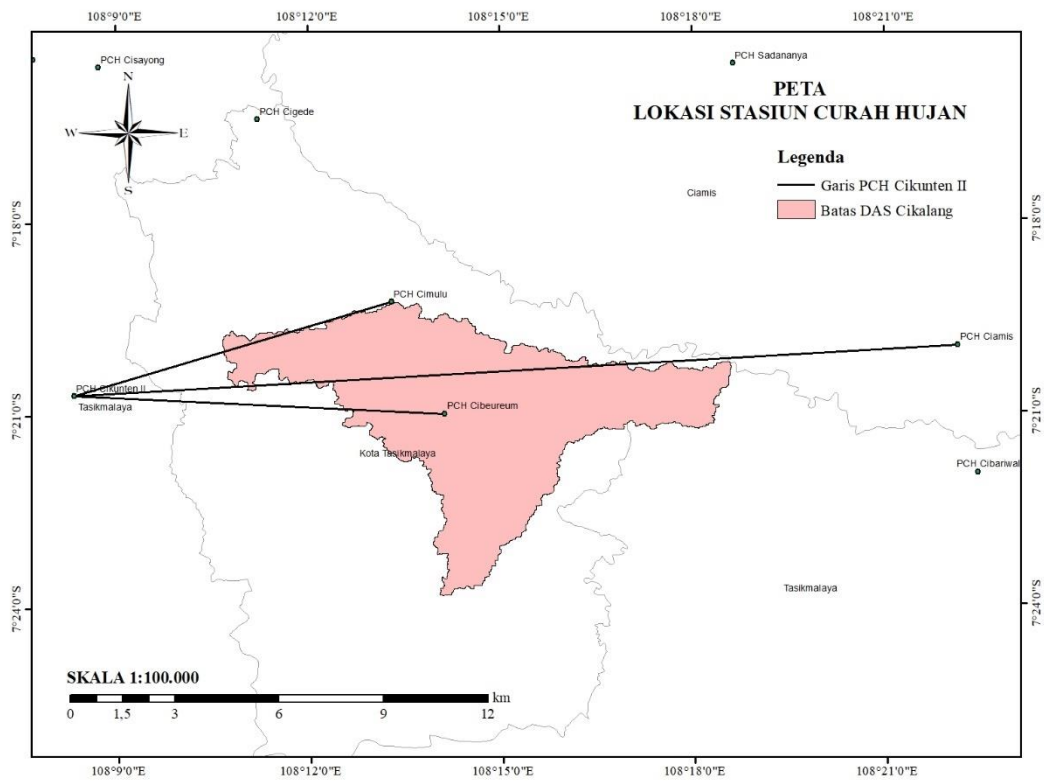 108°9'0"E
108°12'0"E
108°15'0"E
108°18'0"E
108°21'0"E
PCH Cisayong
PCH Sadananya
N
W
E
S
PCH Cigede
PETA
LOKASI STASIUN CURAH HUJAN
Legenda
Garis PCH Cikunten II
Batas DAS Cikalang
Ciamis
7°18'0"S
7°18'0"S
PCH Cimulu
PCH Ciamis
PCH Cikunten II
Tasikmalaya
PCH Cibeureum
7°21'0"S
7°21'0"S
Kota Tasikmalaya
PCH Cibariwal
Tasikmalaya
7°24'0"S
7°24'0"S
SKALA 1:100.000
km
0
1,5
3
6
9
12
108°9'0"E
108°12'0"E
108°15'0"E
108°18'0"E
108°21'0"E